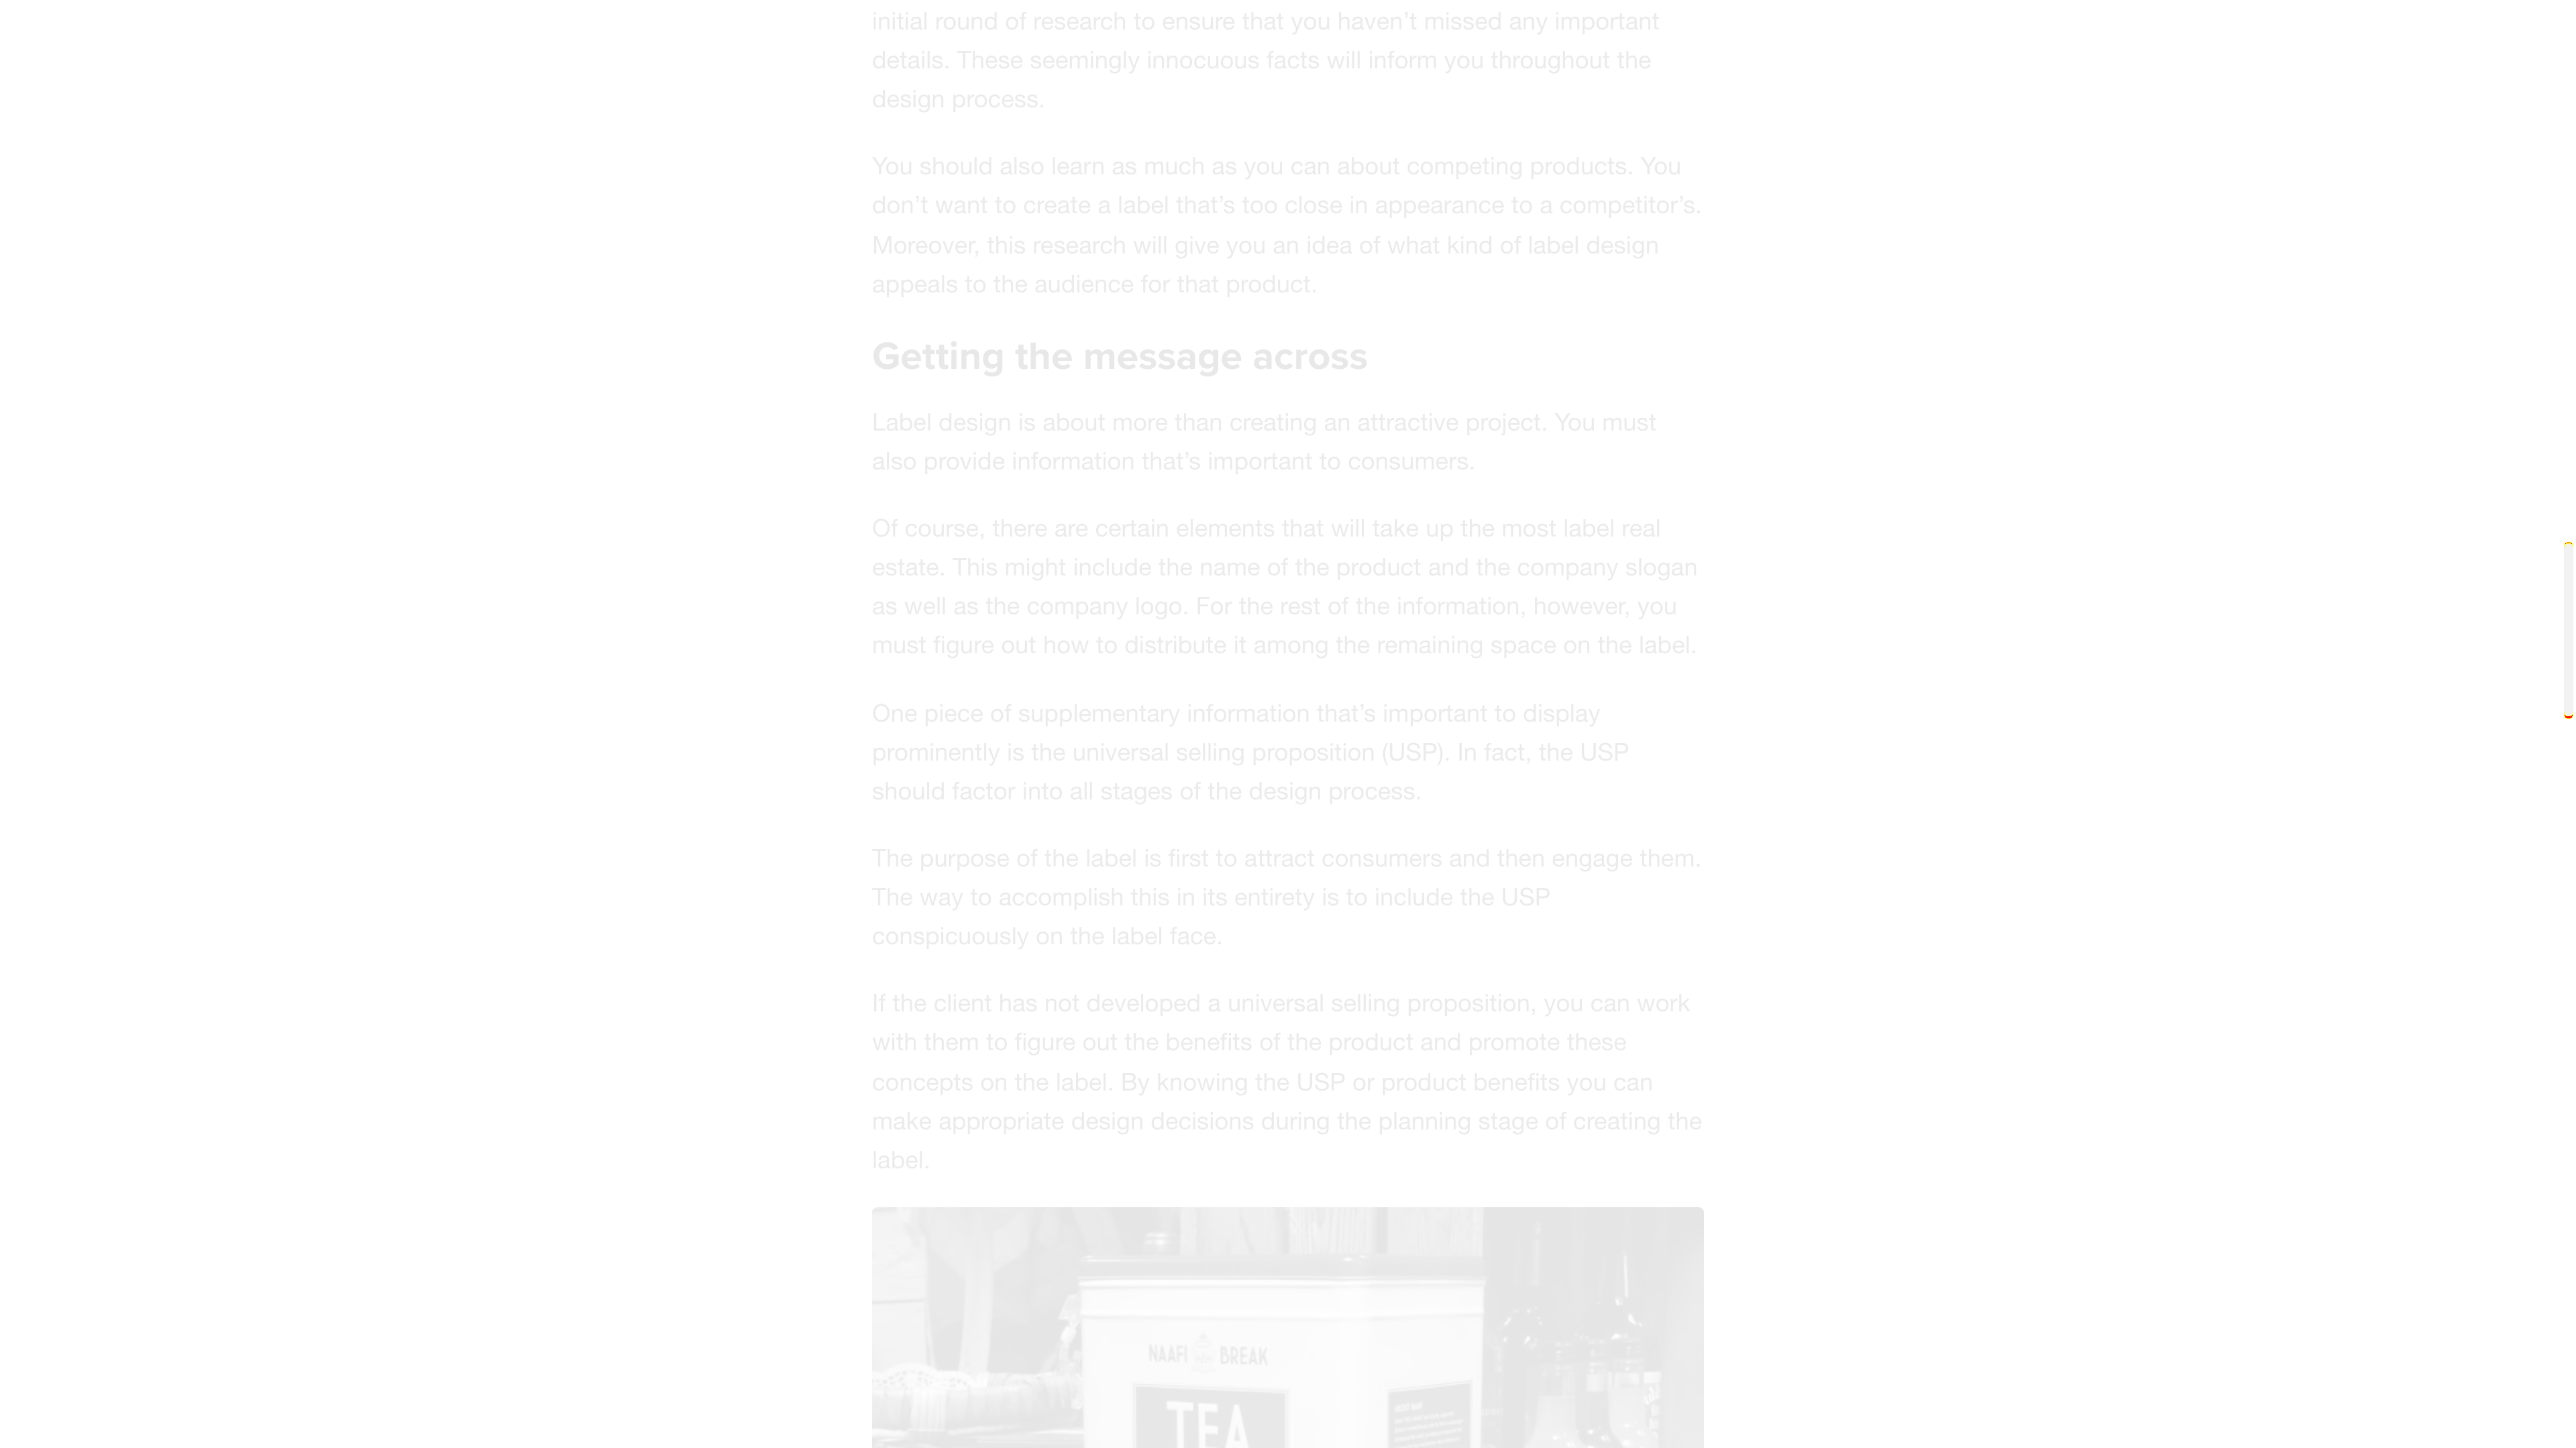 initial round of research to ensure that you haven’t missed any important
details. These seemingly innocuous facts will inform you throughout the
design process.
You should also learn as much as you can about competing products. You
don’t want to create a label that’s too close in appearance to a competitor’s.
Moreover, this research will give you an idea of what kind of label design
appeals to the audience for that product.
Getting the message across
Label design is about more than creating an attractive project. You must
also provide information that’s important to consumers.
Of course, there are certain elements that will take up the most label real
estate. This might include the name of the product and the company slogan
as well as the company logo. For the rest of the information, however, you
must figure out how to distribute it among the remaining space on the label.
One piece of supplementary information that’s important to display
prominently is the universal selling proposition (USP). In fact, the USP
should factor into all stages of the design process.
The purpose of the label is first to attract consumers and then engage them.
The way to accomplish this in its entirety is to include the USP
conspicuously on the label face.
If the client has not developed a universal selling proposition, you can work
with them to figure out the benefits of the product and promote these
concepts on the label. By knowing the USP or product benefits you can
make appropriate design decisions during the planning stage of creating the
label.
NAAFI BREAK
TEA